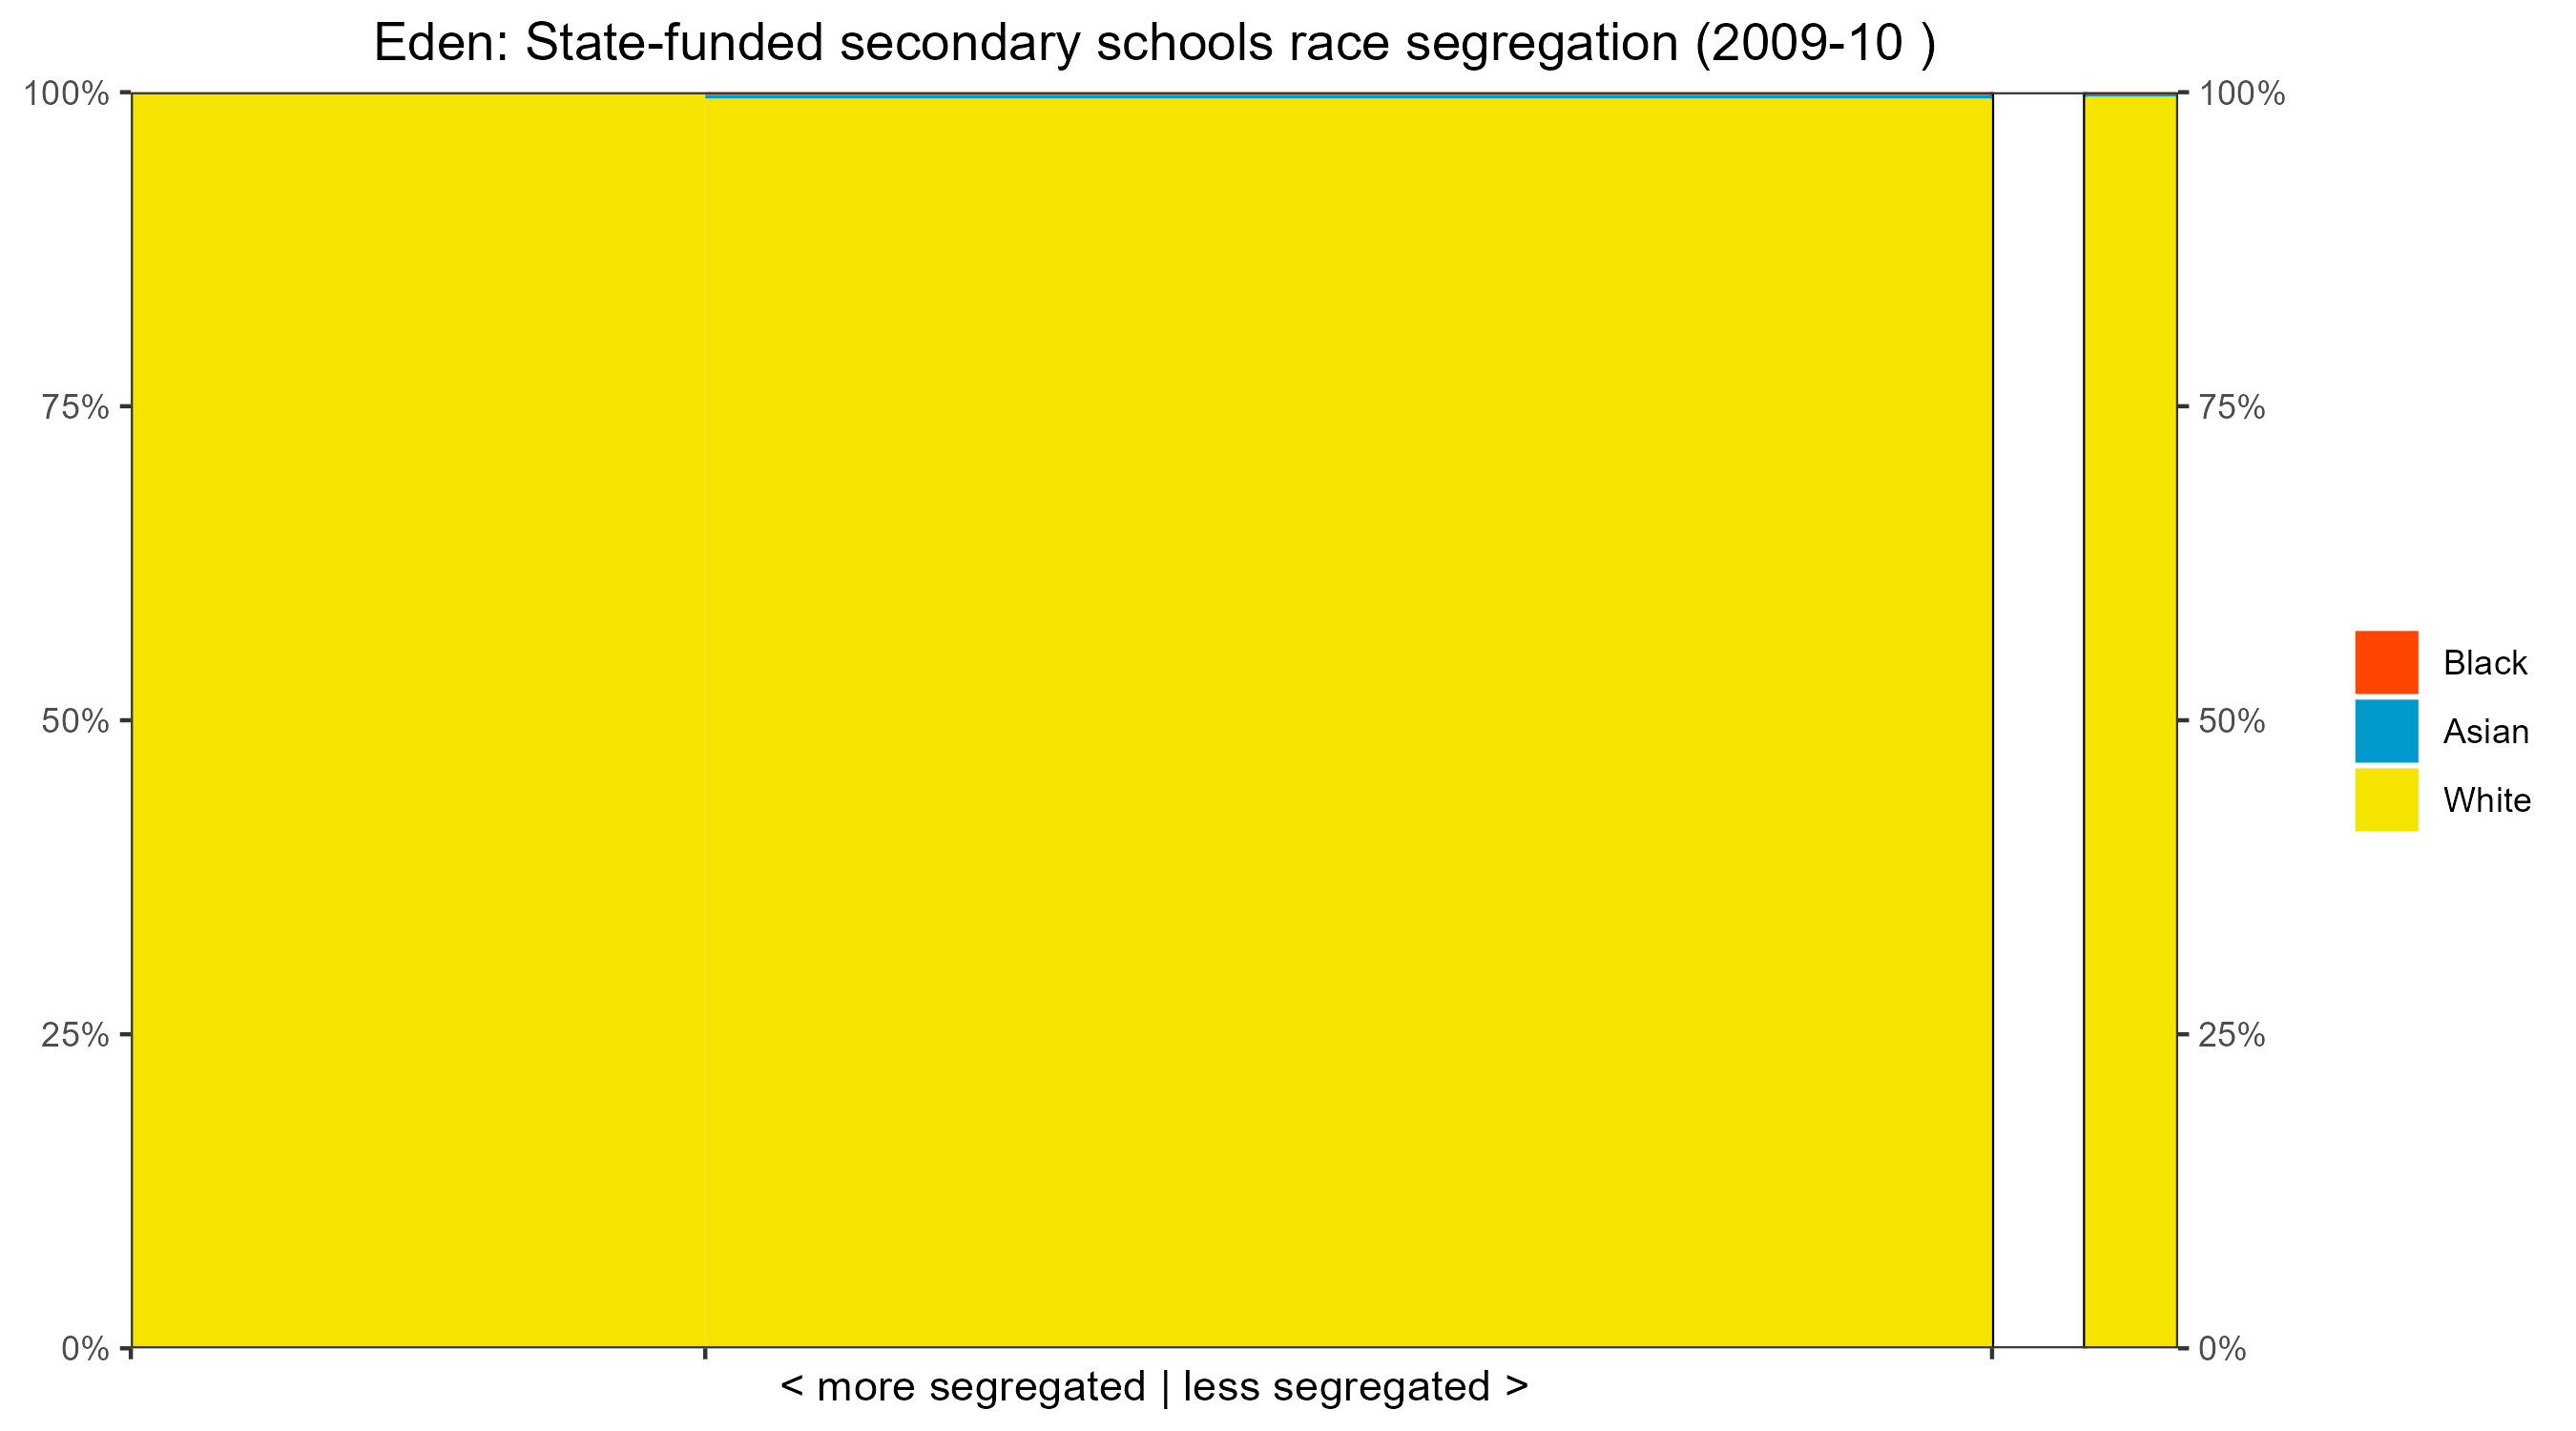 Eden: State-funded secondary schools race segregation (2009-10 )
100%
75%
50%
25%
0%
100%
75%
50%
25%
0%
Black
Asian
White
< more segregated | less segregated >